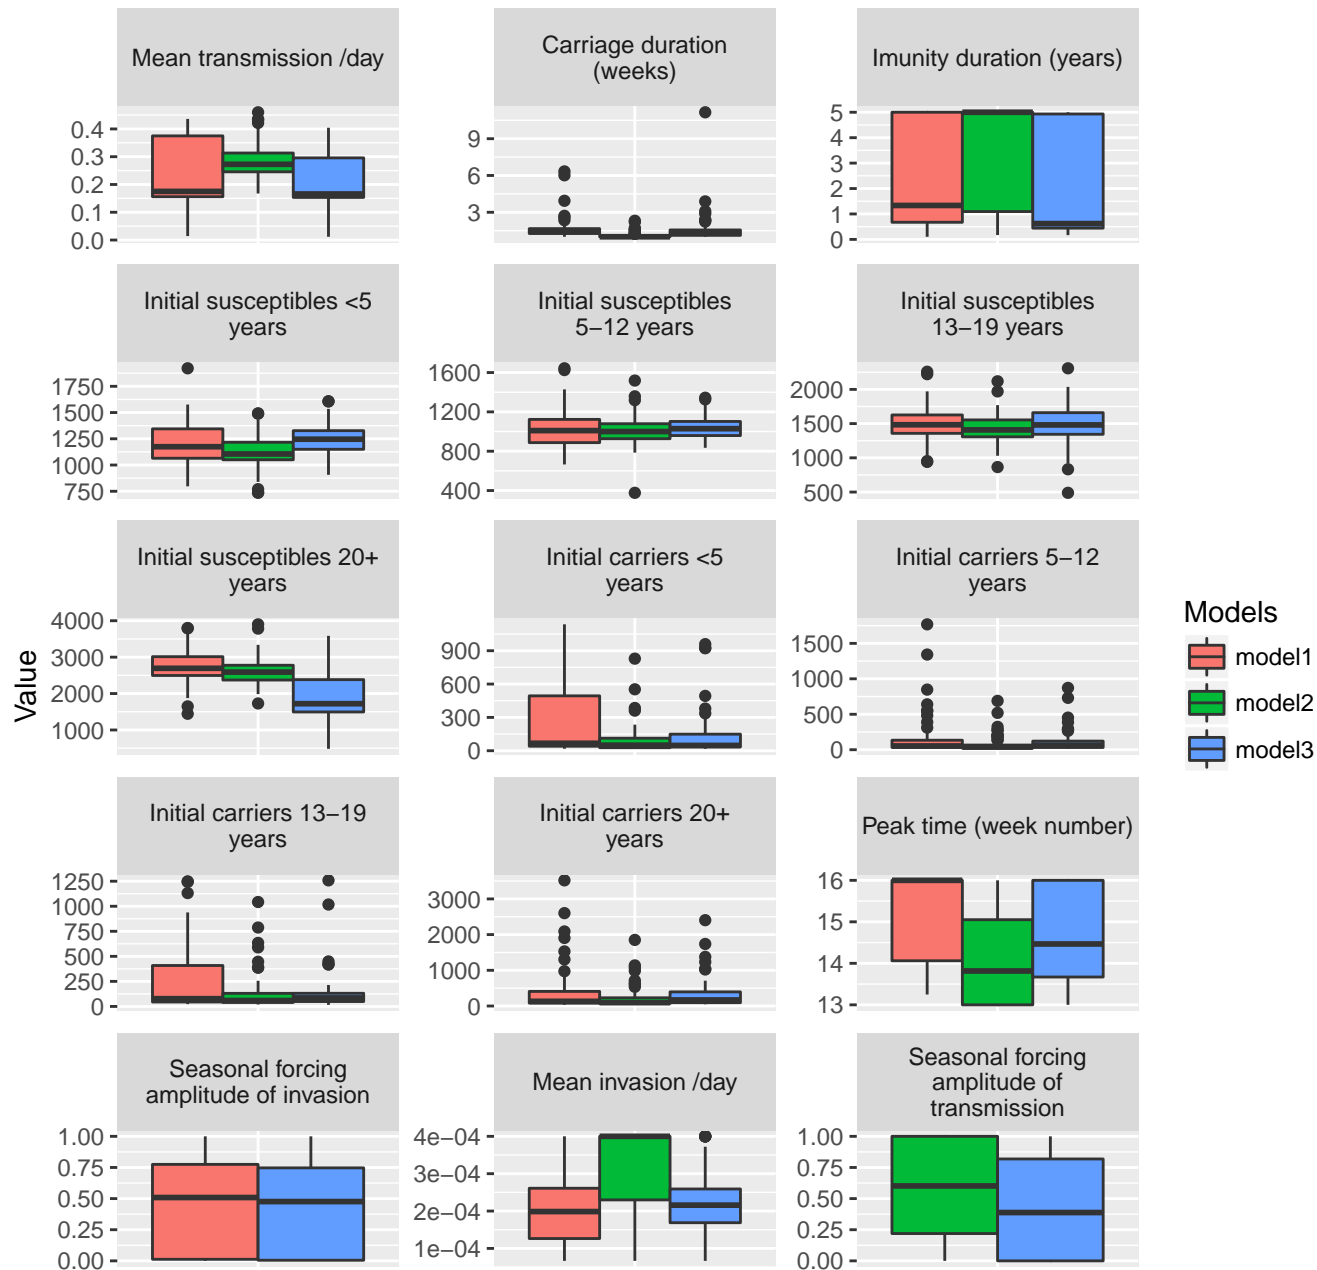 Mean transmission /day
Carriage duration
(weeks)
Imunity duration (years)
0.4
0.3
0.2
0.1
0.0
9
6
3
5
4
3
2
1
0
Initial susceptibles <5
years
Initial susceptibles
5−12 years
Initial susceptibles
13−19 years
1750
1500
1250
1000
750
1600
1200
800
400
2000
1500
1000
500
Initial susceptibles 20+
years
Initial carriers <5
years
Initial carriers 5−12
years
4000
3000
2000
1000
900
600
300
0
1500
1000
500
0
Value
Models
model1
model2
model3
Initial carriers 13−19
years
Initial carriers 20+
years
Peak time (week number)
1250
1000
750
500
250
0
3000
2000
1000
0
16
15
14
13
Seasonal forcing
amplitude of invasion
Mean invasion /day
Seasonal forcing
amplitude of
transmission
1.00
0.75
0.50
0.25
0.00
4e−04
3e−04
2e−04
1e−04
1.00
0.75
0.50
0.25
0.00